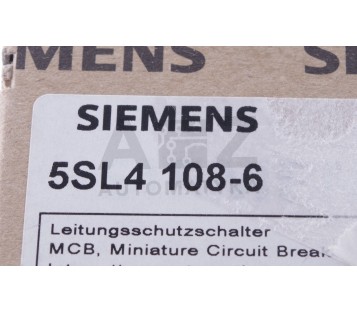 SIEMENS
SIEMENS
5SL4 108-6
Leitungsschutzschalter
MCB, Miniature Circuit Break